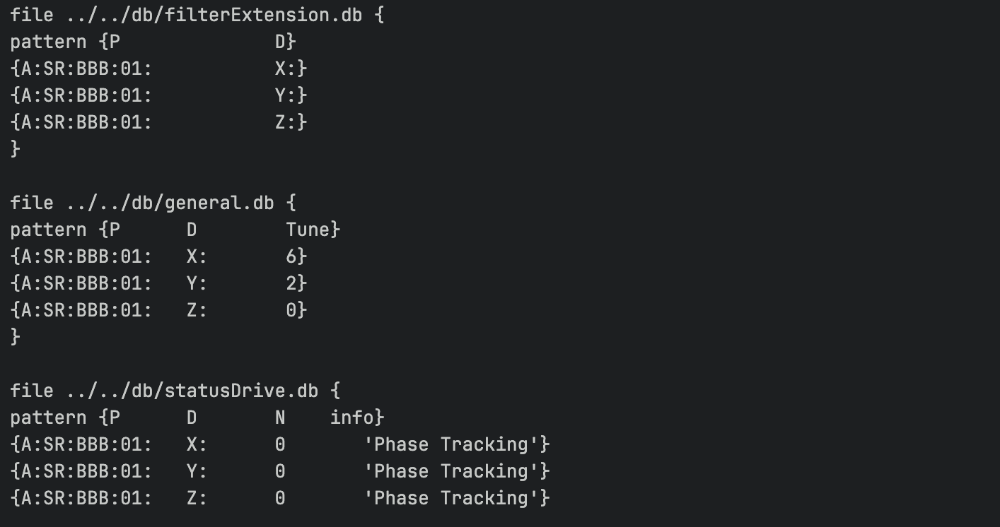 file ../../db/filterExtension.db {
pattern {P              D}
{A:SR:BBB:01:           X:}
{A:SR:BBB:01:           Y:}
{A:SR:BBB:01:           Z:}
}

file ../../db/general.db {
pattern {P      D        Tune}
{A:SR:BBB:01:   X:       6}
{A:SR:BBB:01:   Y:       2}
{A:SR:BBB:01:   Z:       0}
}

file ../../db/statusDrive.db {
pattern {P      D       N    info}
{A:SR:BBB:01:   X:      0       'Phase Tracking'}
{A:SR:BBB:01:   Y:      0       'Phase Tracking'}
{A:SR:BBB:01:   Z:      0       'Phase Tracking'}